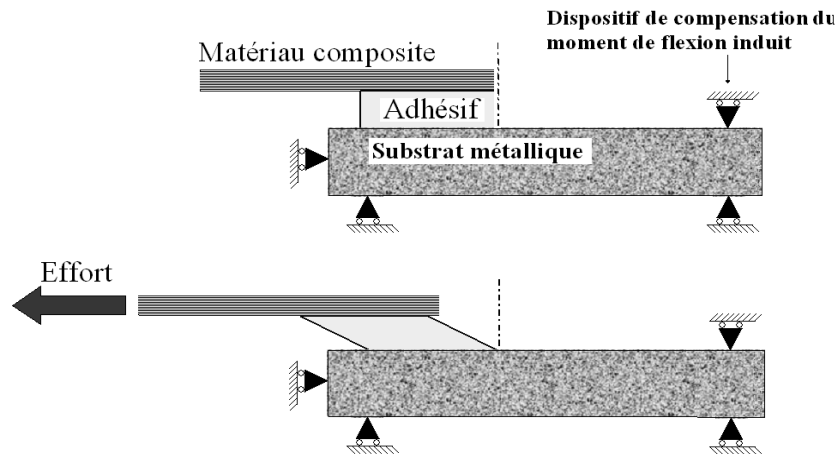 Dispositif de compensation du
moment de flexion induit
Matériau composite
Adhésif
Substrat métallique
Effort